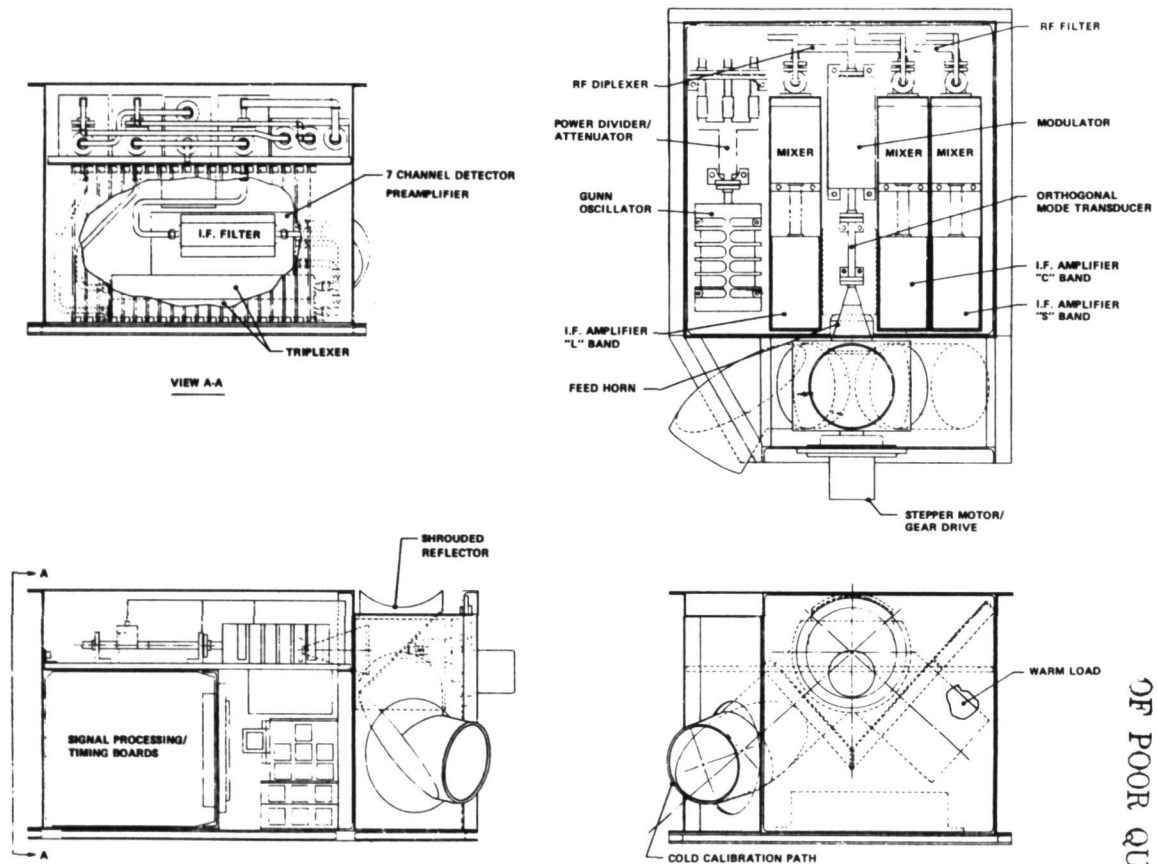 7 CHANNEL DETECTOR
PREAMPLIFIER
I.F. FILTER
TRIPLEXER
VIEW A-A
RF FILTER
RF DIPLEXER
POWER DIVIDER/
ATTENUATOR
MIXER
MIXER
MIXER
MODULATOR
GUNN
OSCILLATOR
ORTHOGONAL
MODE TRANSDUCER
I.F. AMPLIFIER
"C" BAND
I.F. AMPLIFIER
"S" BAND
I.F. AMPLIFIER
"L" BAND
FEED HORN
STEPPER MOTOR/
GEAR DRIVE
A
SHROUDED
REFLECTOR
SIGNAL PROCESSING/
TIMING BOARDS
A
WARM LOAD
COLD CALIBRATION PATH
OF POOR QU